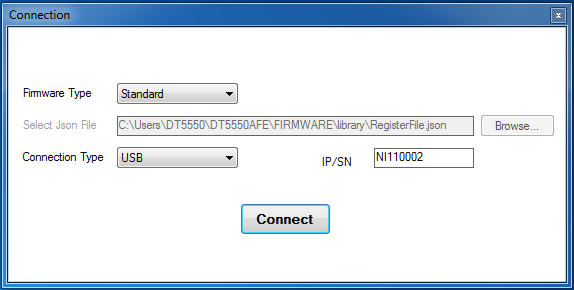 Connection
Firmware Type Standard
Select Json File C:\Users\DT5550\DT5550AFE\FIRMWARE\library\RegisterFile.json Browse...
Connection Type USB IP/SN NI110002
Connect